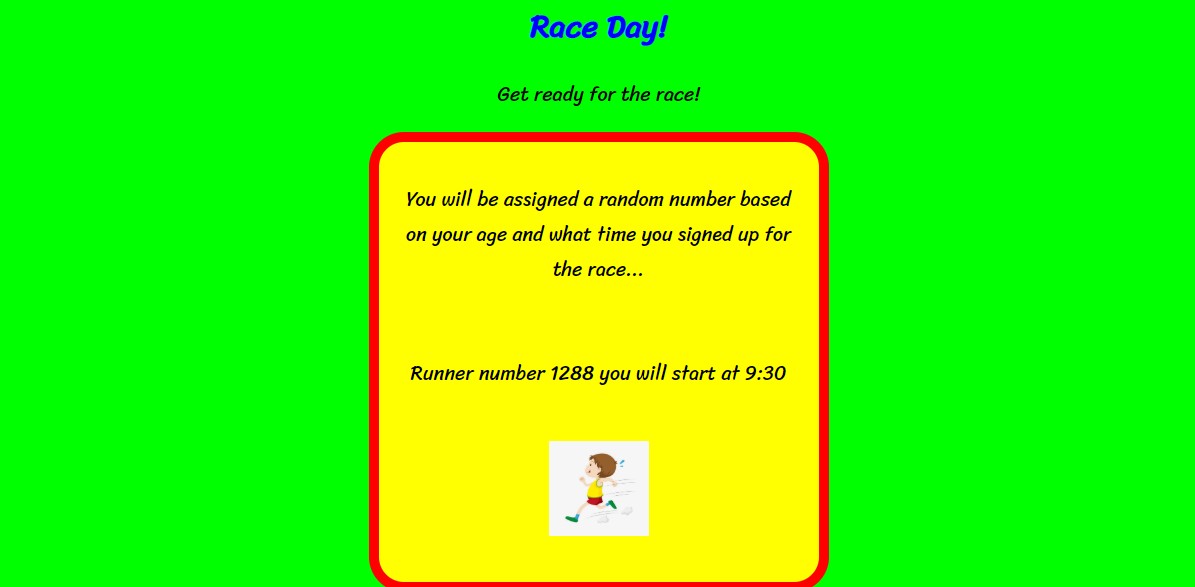 Race Day!
Get ready for the race!
You will be assigned a random number based
on your age and what time you signed up for
the race...
Runner number 1288 you will start at 9:30